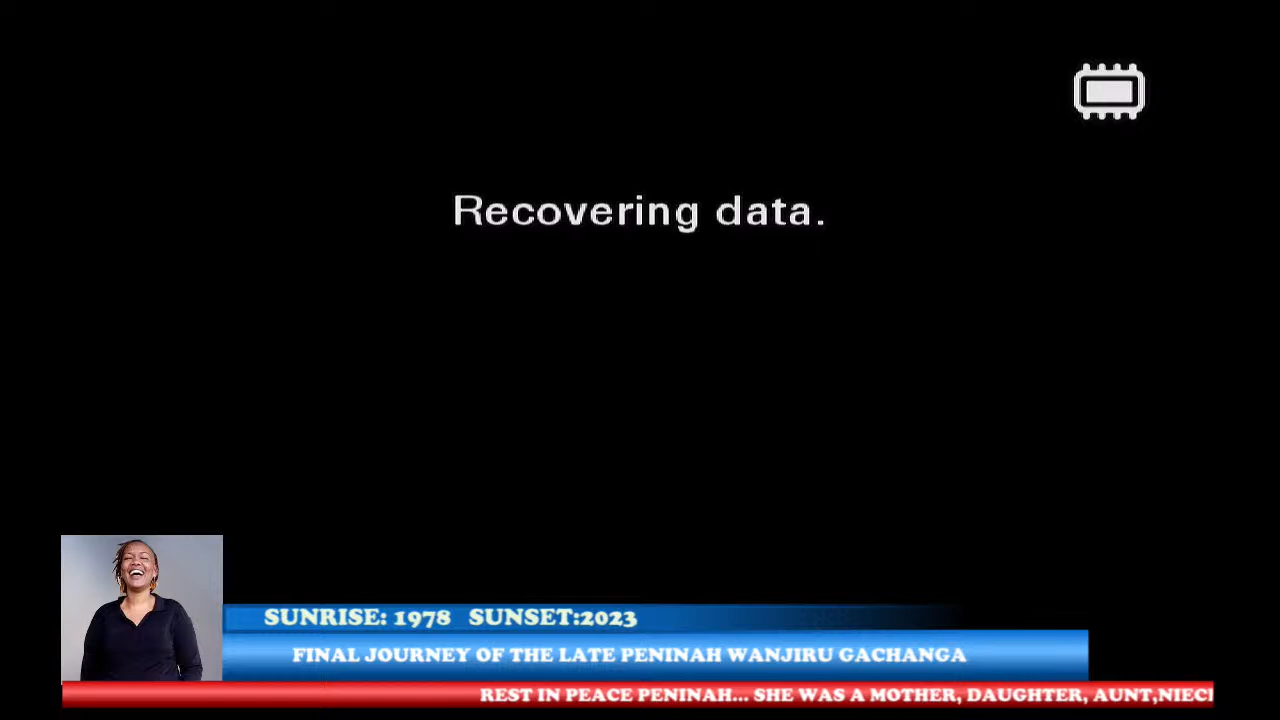 Recovering data.
SUNRISE: 1978 SUNSET:2023
FINAL JOURNEY OF THE LATE PENINAH WANJIRU GACHANGA
REST IN PEACE PENINAH... SHE WAS A MOTHER, DAUGHTER, AUNT,NIEC